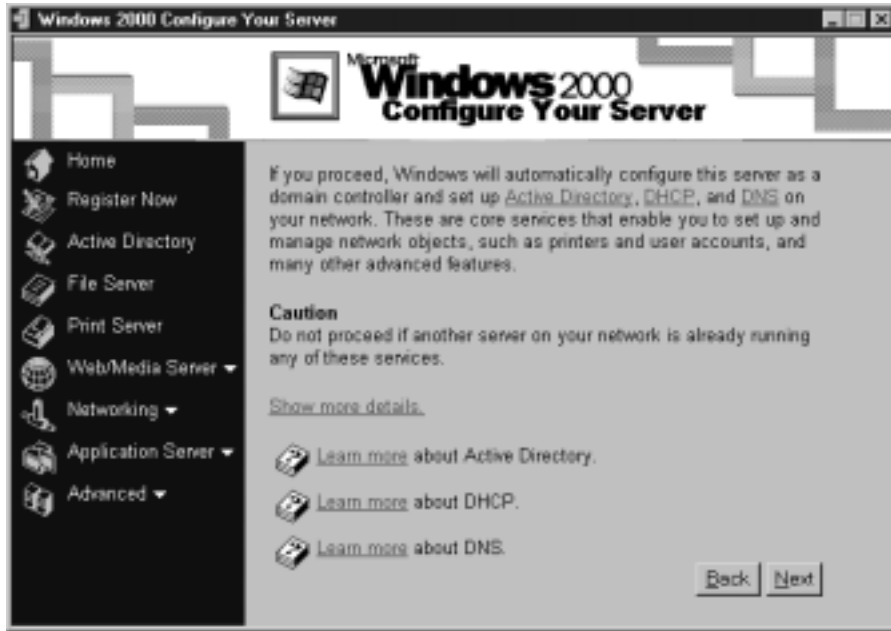 Windows 2000 Configure Your Server
Microsoft
Windows 2000
Configure Your Server
Home
Register Now
Active Directory
File Server
Print Server
Web/Media Server
Networking
Application Server
Advanced
If you proceed, Windows will automatically configure this server as a
domain controller and set up Active Directory, DHCP, and DNS on
your network. These are core services that enable you to set up and
manage network objects, such as printers and user accounts, and
many other advanced features.
Caution
Do not proceed if another server on your network is already running
any of these services.
Show more details.
Learn more about Active Directory.
Learn more about DHCP.
Learn more about DNS.
Back Next